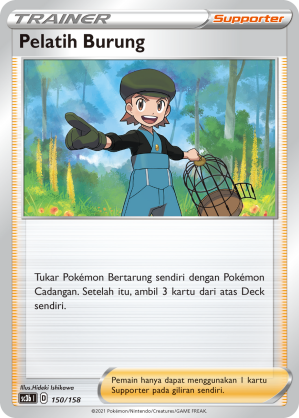 TRAINER
Supporter
Pelatih Burung
Tukar Pokémon Bertarung sendiri dengan Pokémon
Cadangan. Setelah itu, ambil 3 kartu dari atas Deck
sendiri.
Illus.Hideki Ishikawa
sc3b I D 150/158
Pemain hanya dapat menggunakan 1 kartu
Supporter pada giliran sendiri.
©2021 Pokémon/Nintendo/Creatures/GAME FREAK.